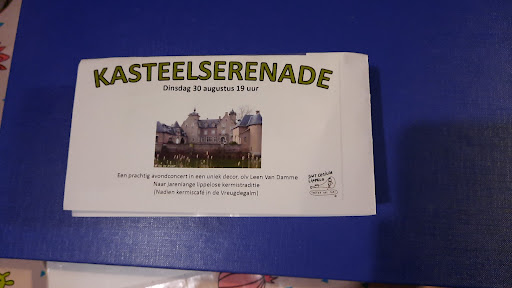 KASTEELSERENADE
Dinsdag 30 augustus 19 uur
Een prachtig avondconcert in een uniek decor, olv Leen Van Damme
Naar jarenlange lippelose kermistraditie
(Nadien kermiscafé in de Vreugdegalm)